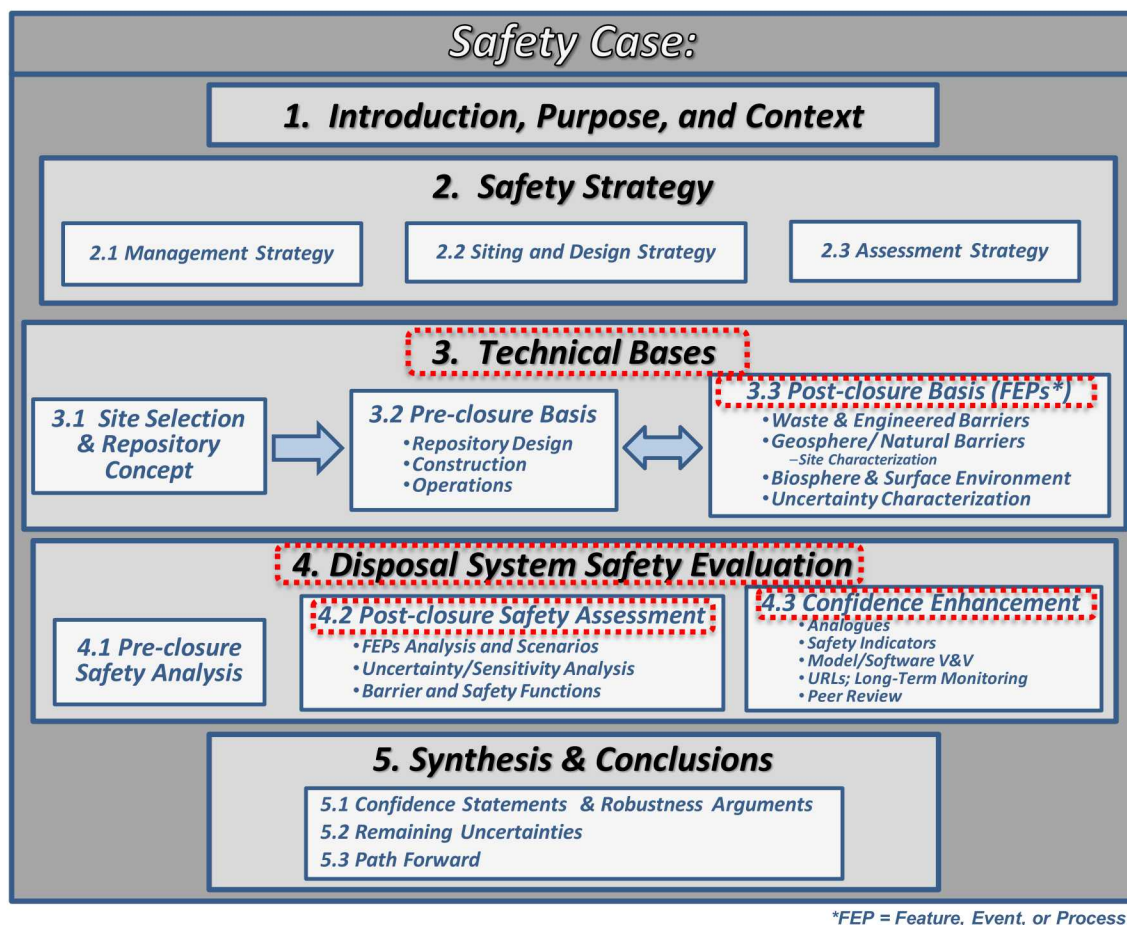 Safety Case:
1. Introduction, Purpose, and Context
2. Safety Strategy
2.1 Management Strategy
2.2 Siting and Design Strategy
2.3 Assessment Strategy
3. Technical Bases
3.1 Site Selection
& Repository
Concept
3.2 Pre-closure Basis
•Repository Design
•Construction
•Operations
3.3 Post-closure Basis (FEPs*)
•Waste & Engineered Barriers
•Geosphere/ Natural Barriers
–Site Characterization
•Biosphere & Surface Environment
•Uncertainty Characterization
4. Disposal System Safety Evaluation
4.1 Pre-closure
Safety Analysis
4.2 Post-closure Safety Assessment
•FEPs Analysis and Scenarios
•Uncertainty/Sensitivity Analysis
•Barrier and Safety Functions
4.3 Confidence Enhancement
•Analogues
•Safety Indicators
•Model/Software V&V
•URLs; Long-Term Monitoring
•Peer Review
5. Synthesis & Conclusions
5.1 Confidence Statements & Robustness Arguments
5.2 Remaining Uncertainties
5.3 Path Forward
*FEP = Feature, Event, or Process